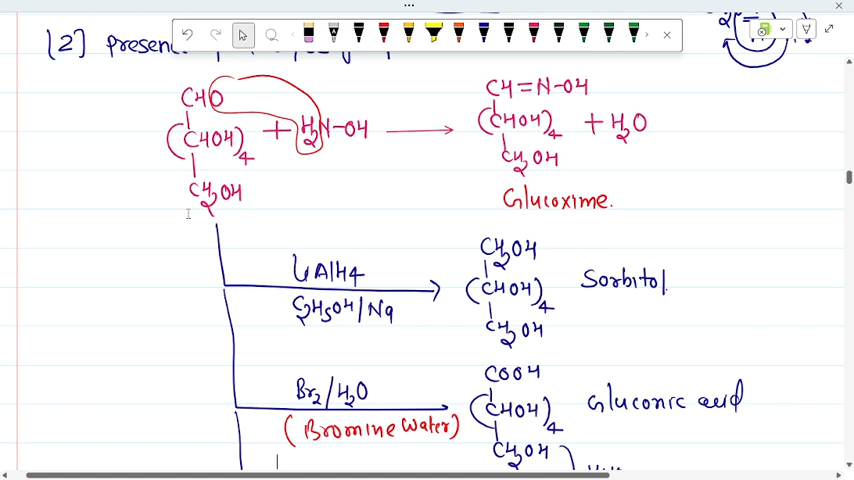 [2] presence
CHO
(CHOH)4 + H2N-OH
CH2OH
CH=N-OH
(CHOH)4 + H2O
CH2OH
Glucoxime.
LiAlH4
C2H5OH/Na
CH2OH
(CHOH)4
CH2OH
Sorbitol
Br2/H2O
(Bromine Water)
COOH
(CHOH)4
CH2OH
Gluconic acid